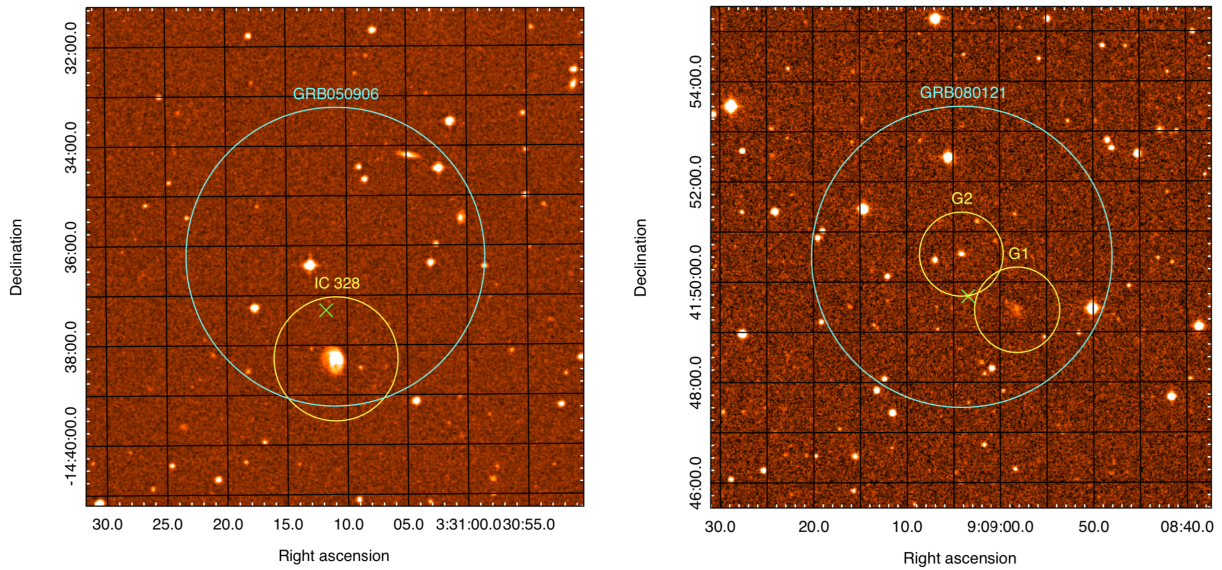 GRB050906
IC 328
32:00.0
34:00.0
36:00.0
38:00.0
-14:40:00.0
Declination
30.0 25.0 20.0 15.0 10.0 05.0 3:31:00.0 30:55.0
Right ascension
GRB080121
G2
G1
54:00.0
52:00.0
41:50:00.0
48:00.0
46:00.0
Declination
30.0 20.0 10.0 9:09:00.0 50.0 08:40.0
Right ascension